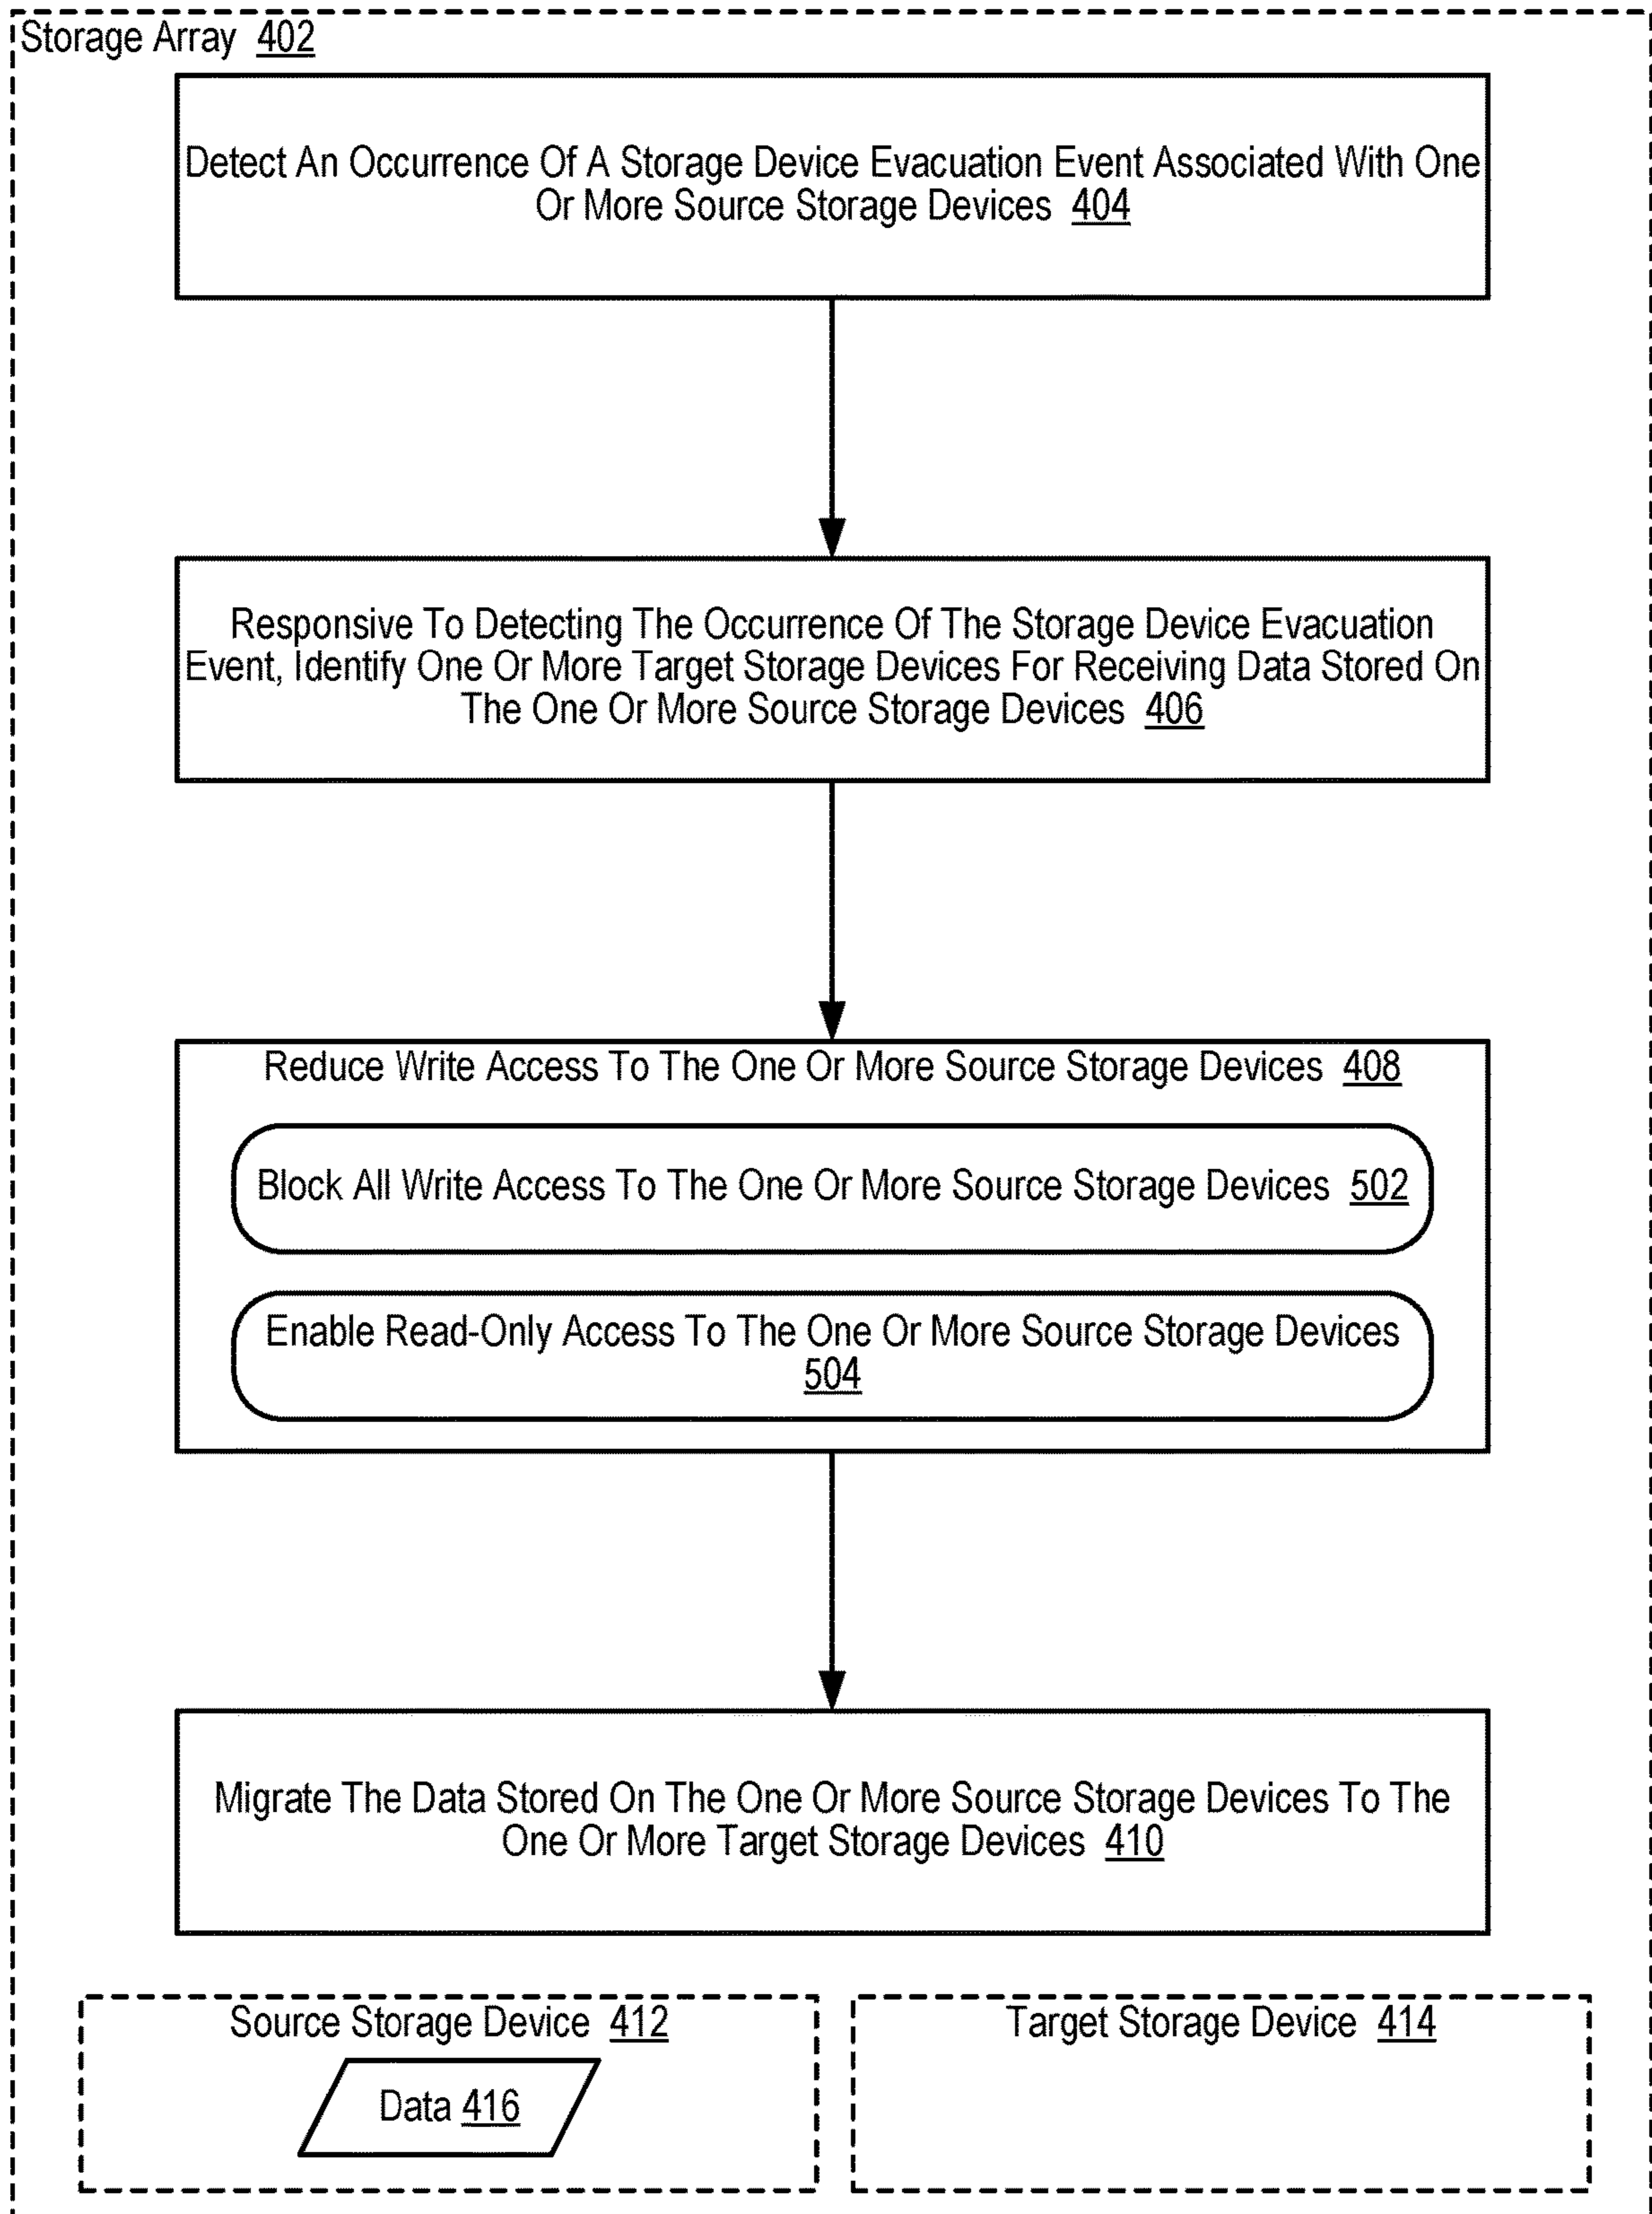 Storage Array 402
Detect An Occurrence Of A Storage Device Evacuation Event Associated With One
Or More Source Storage Devices 404
Responsive To Detecting The Occurrence Of The Storage Device Evacuation
Event, Identify One Or More Target Storage Devices For Receiving Data Stored On
The One Or More Source Storage Devices 406
Reduce Write Access To The One Or More Source Storage Devices 408
Block All Write Access To The One Or More Source Storage Devices 502
Enable Read-Only Access To The One Or More Source Storage Devices
504
Migrate The Data Stored On The One Or More Source Storage Devices To The
One Or More Target Storage Devices 410
Source Storage Device 412
Target Storage Device 414
Data 416